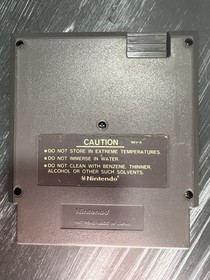 CAUTION
REV-A
•DO NOT STORE IN EXTREME TEMPERATURES.
•DO NOT IMMERSE IN WATER.
•DO NOT CLEAN WITH BENZENE, THINNER,
ALCOHOL OR OTHER SUCH SOLVENTS.
Nintendo
Nintendo